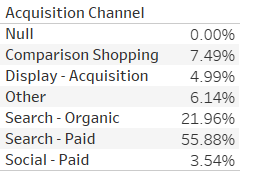 Acquisition Channel
Null 0.00%
Comparison Shopping 7.49%
Display - Acquisition 4.99%
Other 6.14%
Search - Organic 21.96%
Search - Paid 55.88%
Social - Paid 3.54%